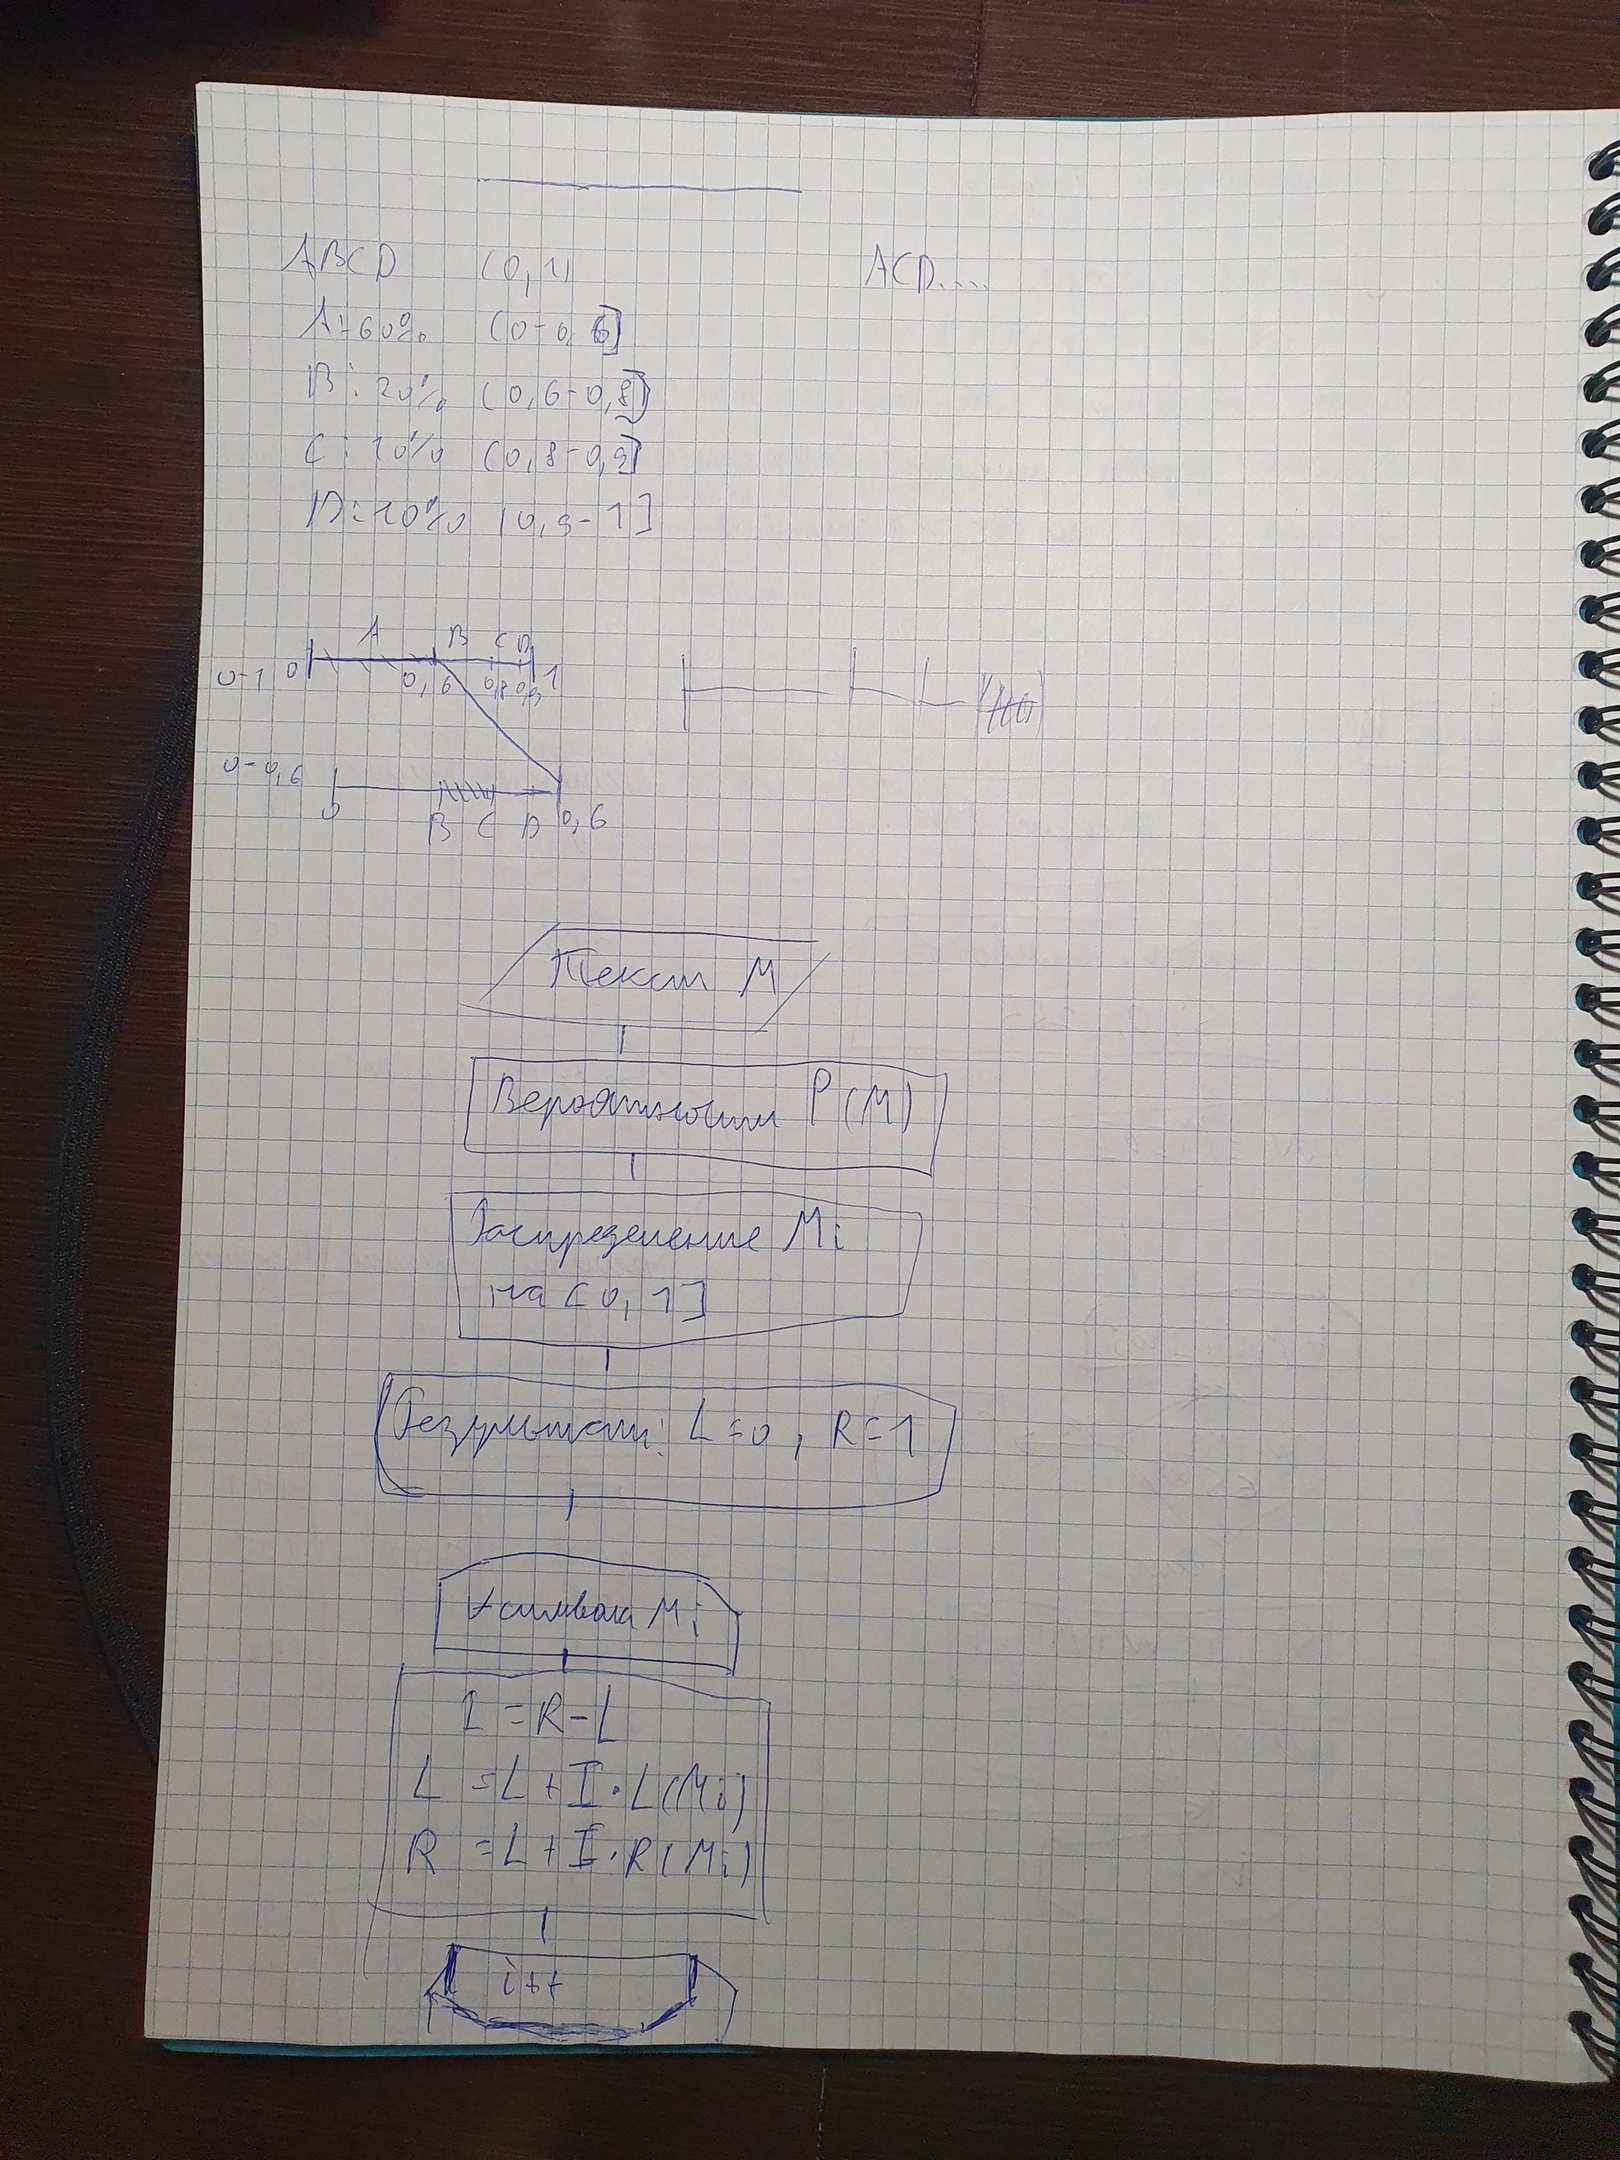 ABCD (0,1) ACD....
A:60% (0-0,6]
B: 20% (0,6-0,8]
C: 10% (0,8-0,9]
D:10% (0,9-1]
A B C D
0-1 0 0,6 0,8 0,9 1
0-0,6
0 B C D 0,6
Текст M
Вероятности P(M)
Распределение Mi
на [0,1]
Результат: L=0, R=1
∀ символа Mi
I=R-L
L=L+I·L(Mi)
R=L+I·R(Mi)
i++